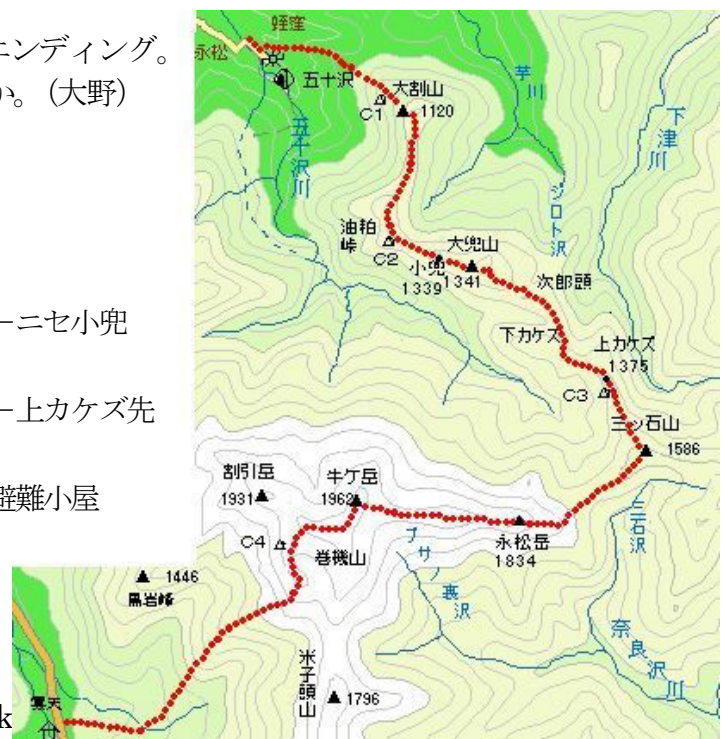 エンディング。
か。(大野)
ーニセ小兜
ー上カケズ先
避難小屋
k
蛭窪
永松
五十沢
大割山
C1
1120
五十沢川
芋川
下津川
ジロト沢
油粕
峠
C2
小兜
1339
大兜山
1341
次郎頭
下カケズ
上カケズ
1375
C3
三ッ石山
1586
割引岳
1931
牛ケ岳
1962
C4
巻機山
永松岳
1834
三石沢
裏沢
奈良沢川
1446
黒岩峰
米子頭山
1796